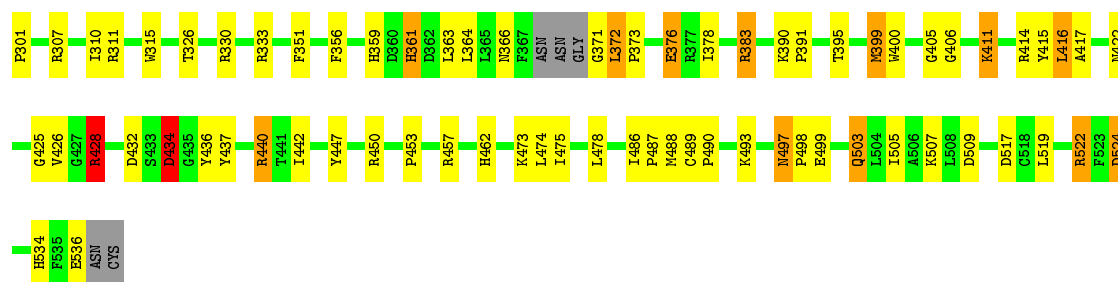 P301 R307 I310 R311 W315 T326 R330 R333 F351 F356 H359 D360 H361 D362 L363 L364 L365 N366 F367 ASN ASN GLY G371 L372 P373 E376 R377 I378 R383 K390 P391 T395 M399 W400 G405 G406 K411 R414 Y415 L416 A417
G425 V426 G427 R428 D432 S433 D434 G435 Y436 Y437 R440 T441 I442 Y447 R450 P453 R457 H462 K473 L474 I475 L478 I486 P487 M488 C489 P490 K493 N497 P498 E499 Q503 L504 I505 A506 K507 L508 D509 D517 C518 L519 R522 F523 D524
H534 F535 E536 ASN CYS